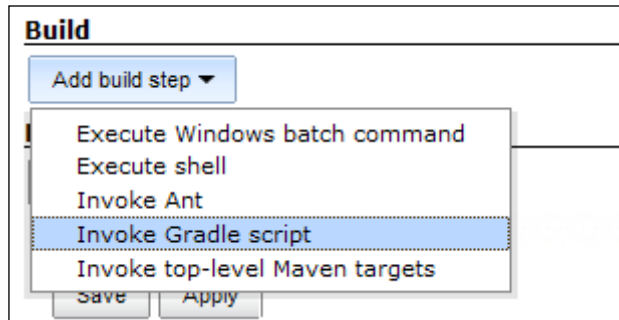 Build
Add build step
Execute Windows batch command
Execute shell
Invoke Ant
Invoke Gradle script
Invoke top-level Maven targets
Save Apply